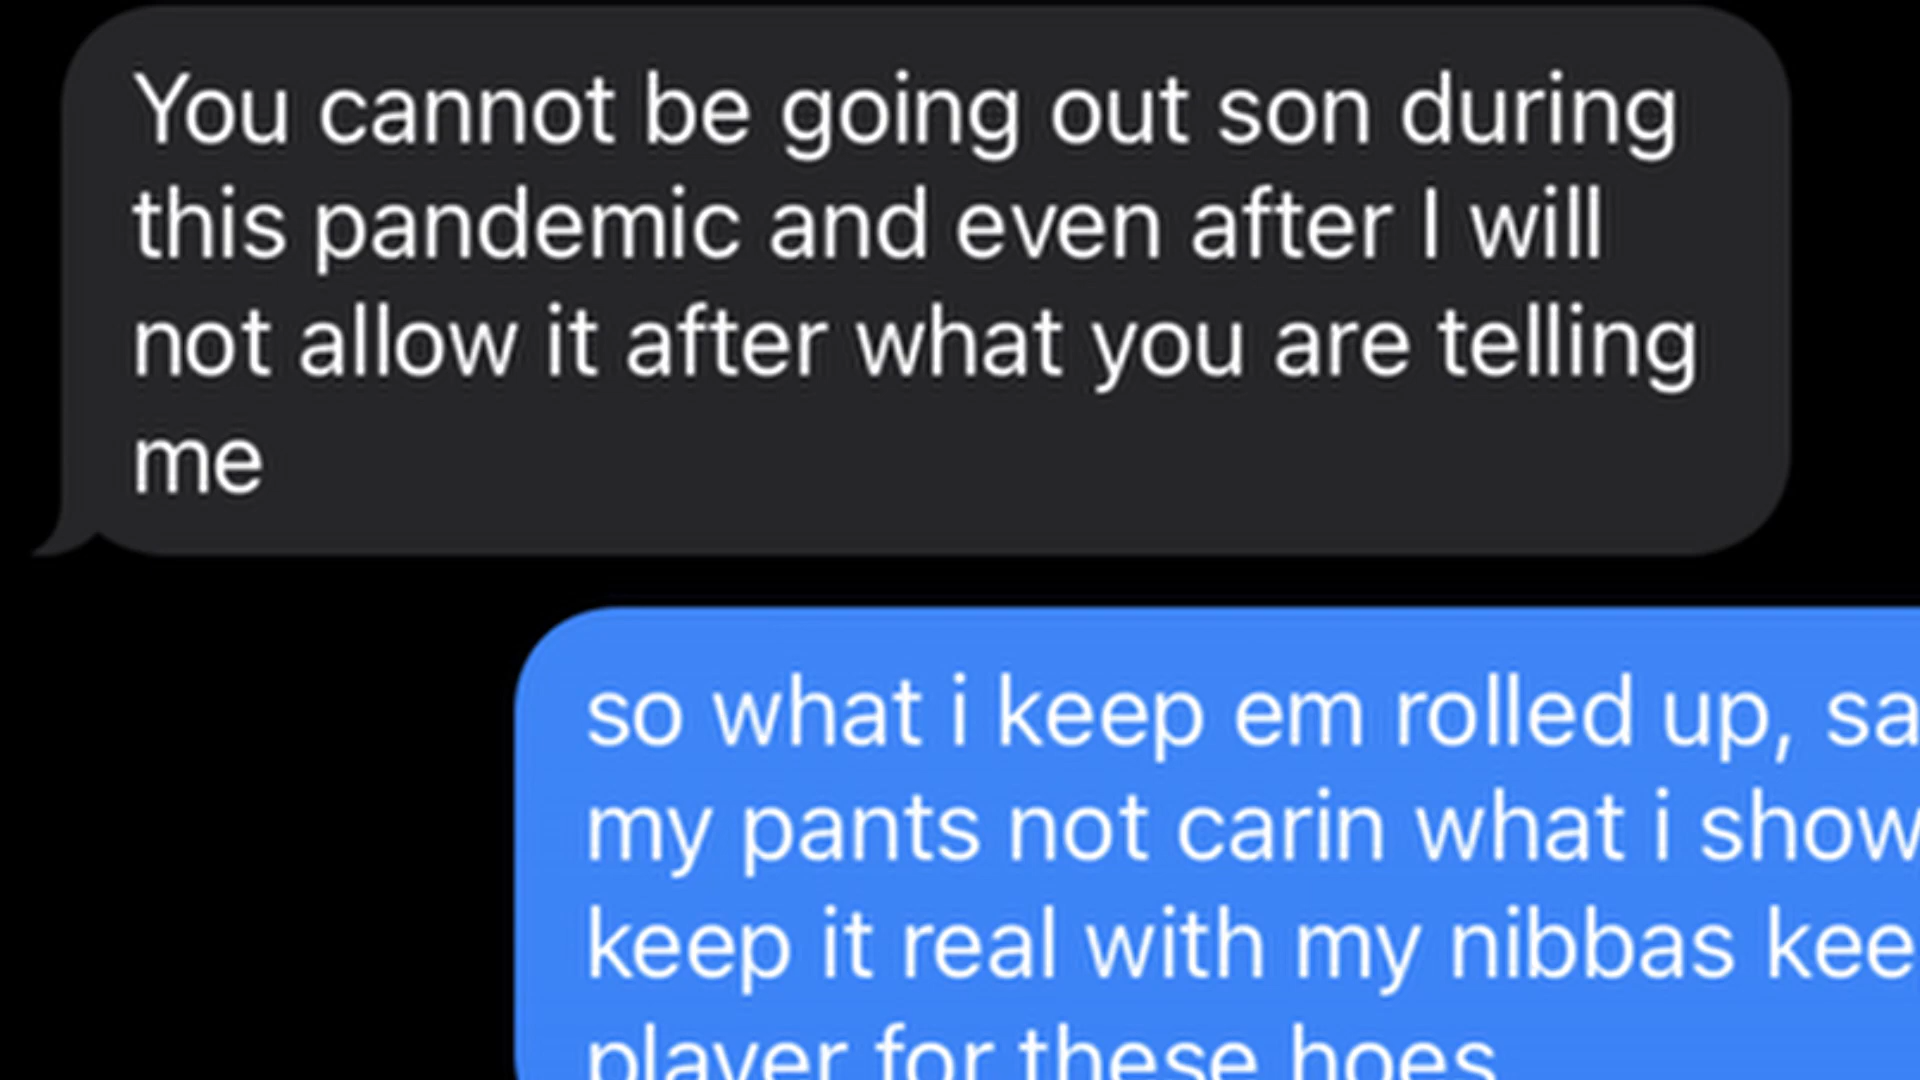 You cannot be going out son during
this pandemic and even after I will
not allow it after what you are telling
me
so what i keep em rolled up,
my pants not carin what i show
keep it real with my nibbas
player for these hoes